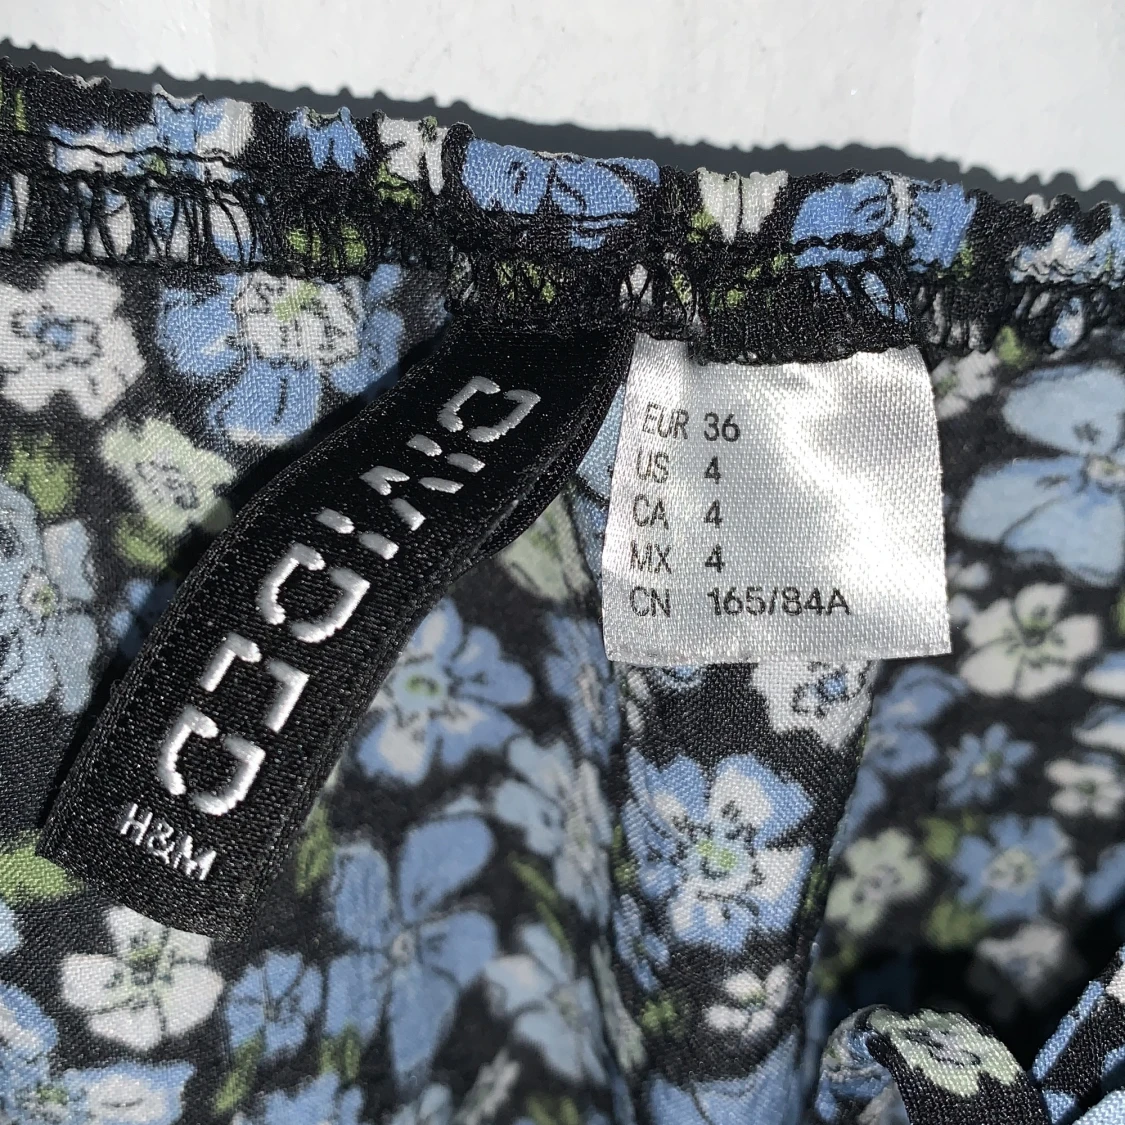 DIVIDED
H&M
EUR 36
US 4
CA 4
MX 4
CN 165/84A